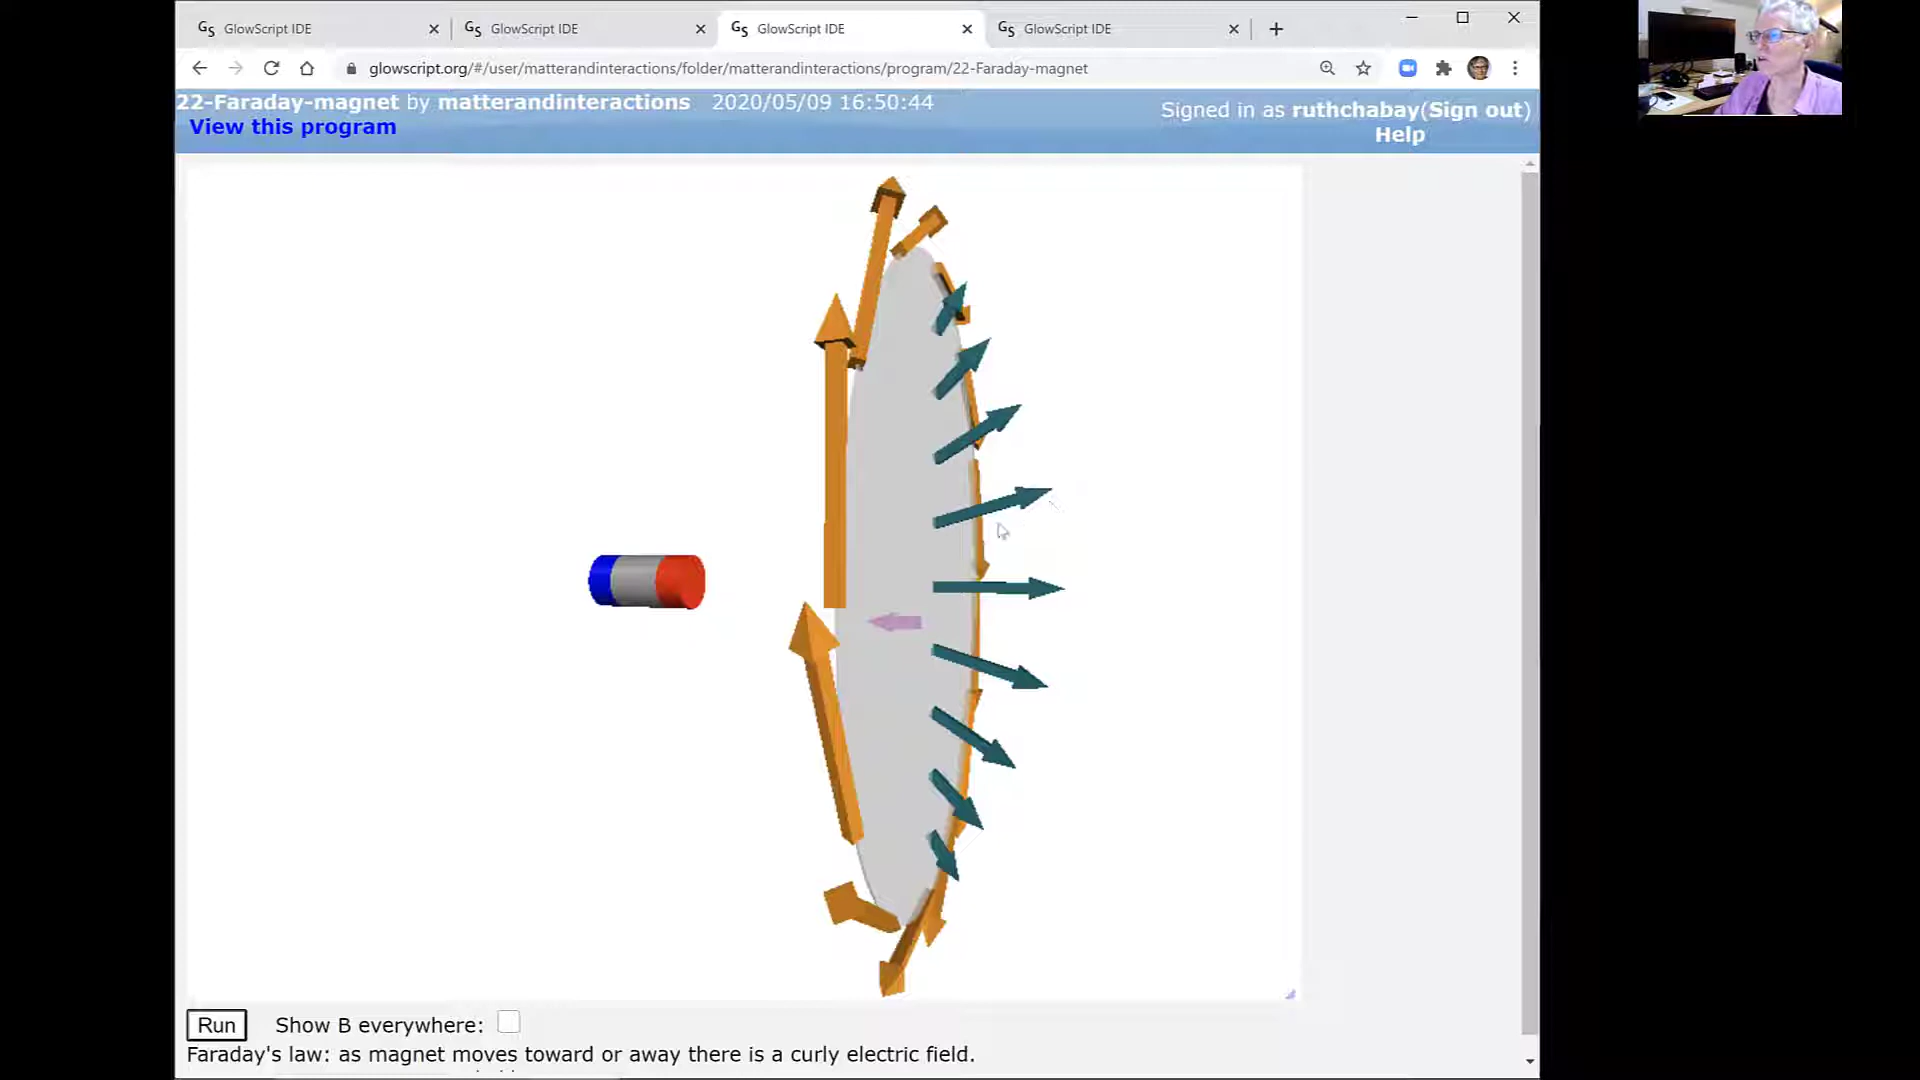 GlowScript IDE
GlowScript IDE
GlowScript IDE
GlowScript IDE
glowscript.org/#/user/matterandinteractions/folder/matterandinteractions/program/22-Faraday-magnet
22-Faraday-magnet by matterandinteractions 2020/05/09 16:50:44
Signed in as ruthchabay(Sign out)
View this program
Help
Run Show B everywhere:
Faraday's law: as magnet moves toward or away there is a curly electric field.